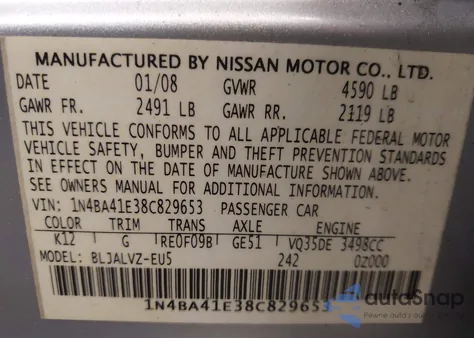 MANUFACTURED BY NISSAN MOTOR CO., LTD.
DATE 01/08 GVWR 4590 LB
GAWR FR. 2491 LB GAWR RR. 2119 LB
THIS VEHICLE CONFORMS TO ALL APPLICABLE FEDERAL MOTOR
VEHICLE SAFETY, BUMPER AND THEFT PREVENTION STANDARDS
IN EFFECT ON THE DATE OF MANUFACTURE SHOWN ABOVE.
SEE OWNERS MANUAL FOR ADDITIONAL INFORMATION.
VIN: 1N4BA41E38C829653 PASSENGER CAR
COLOR TRIM TRANS AXLE ENGINE
K12 G RE0F09B GE51 VQ35DE 3498CC
MODEL: BLJALVZ-EU5 242 0Z000
1N4BA41E38C829653
autoSnap